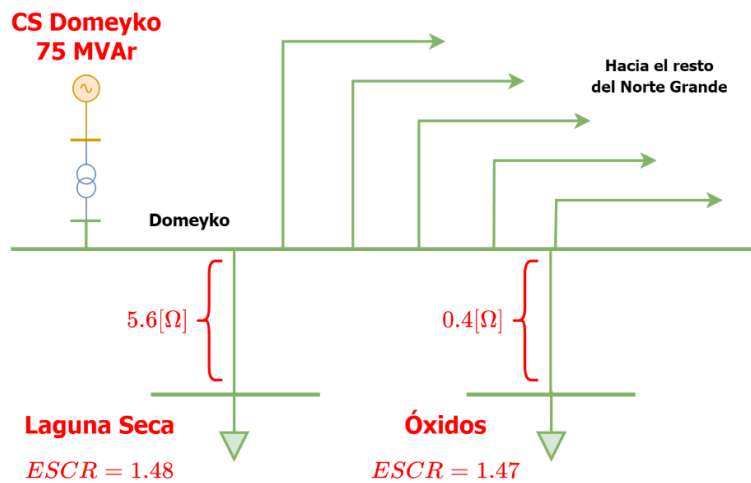 CS Domeyko
75 MVAr
Hacia el resto
del Norte Grande
Domeyko
5.6[Ω]
0.4[Ω]
Laguna Seca
Óxidos
ESCR = 1.48
ESCR = 1.47